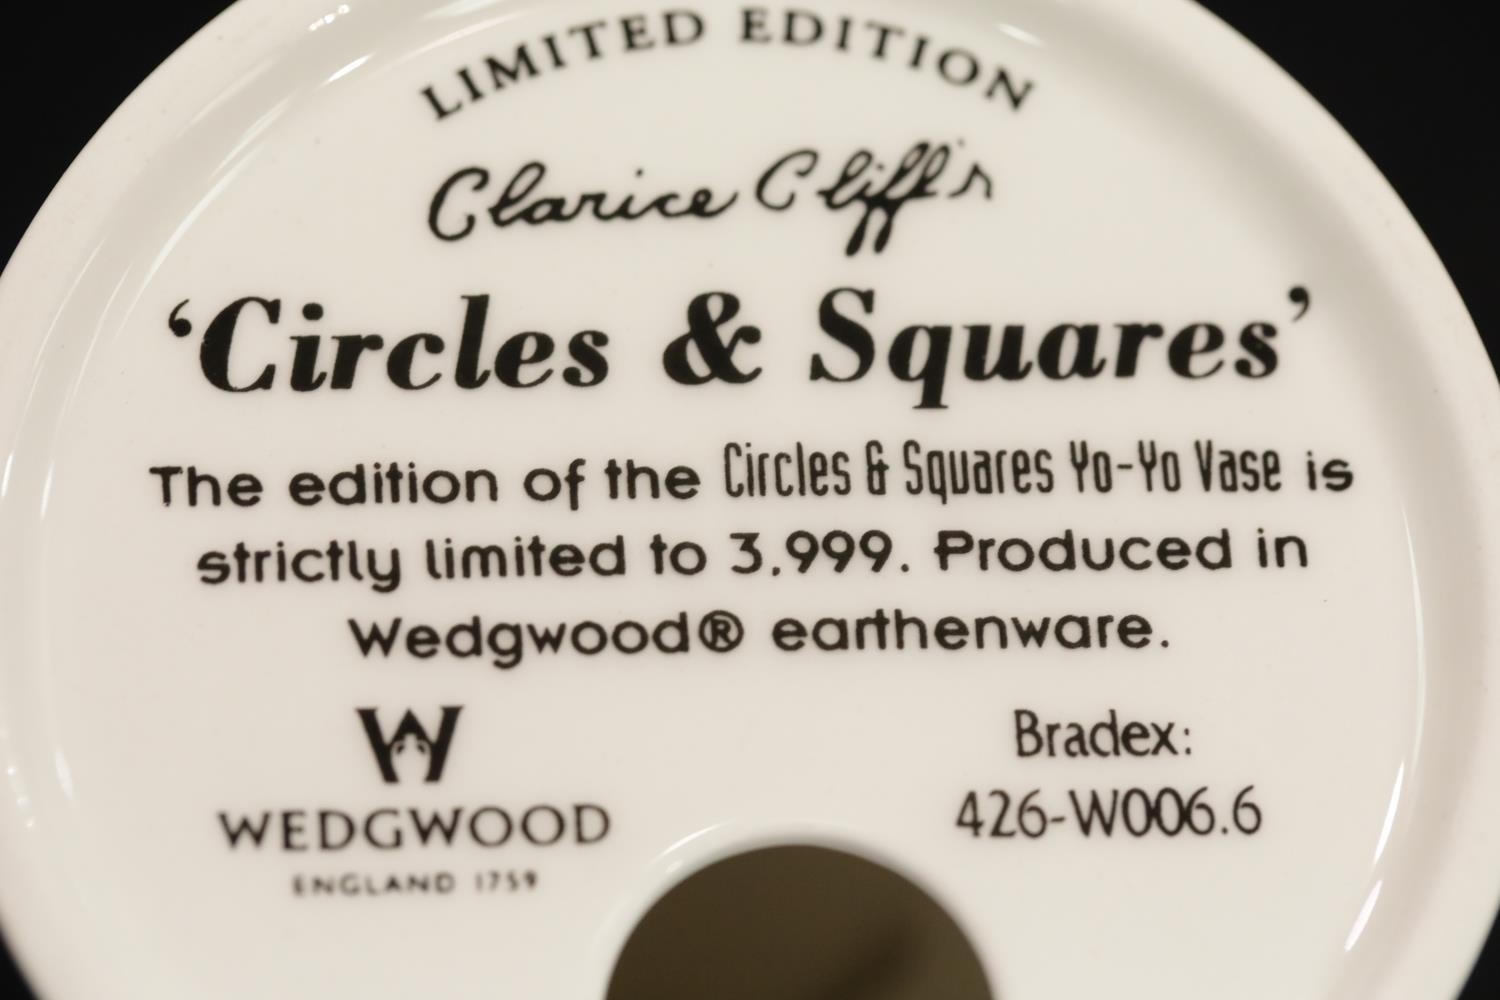 LIMITED EDITION
Clarice Cliff's
‘Circles & Squares’
The edition of the Circles & Squares Yo-Yo Vase is
strictly limited to 3,999. Produced in
Wedgwood® earthenware.
W
WEDGWOOD
ENGLAND 1759
Bradex:
426-W006.6